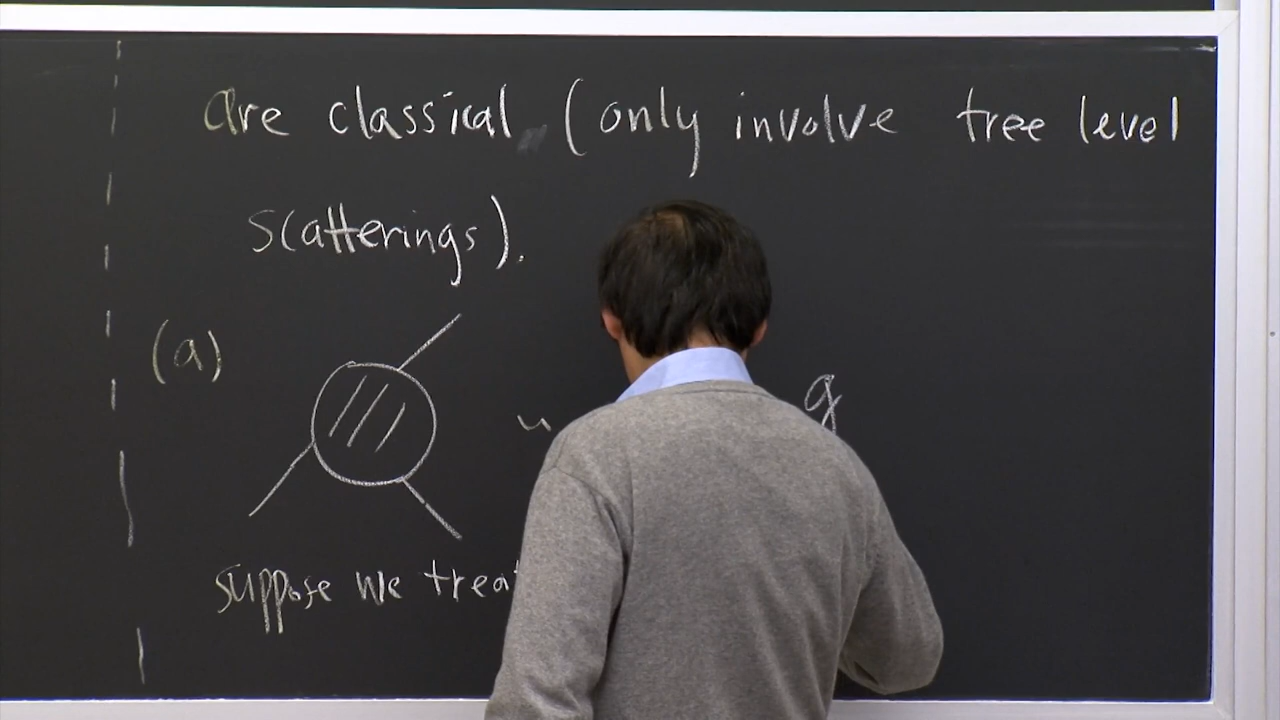 are classical (only involve tree level
scatterings).
(a)
~ g
suppose we treat